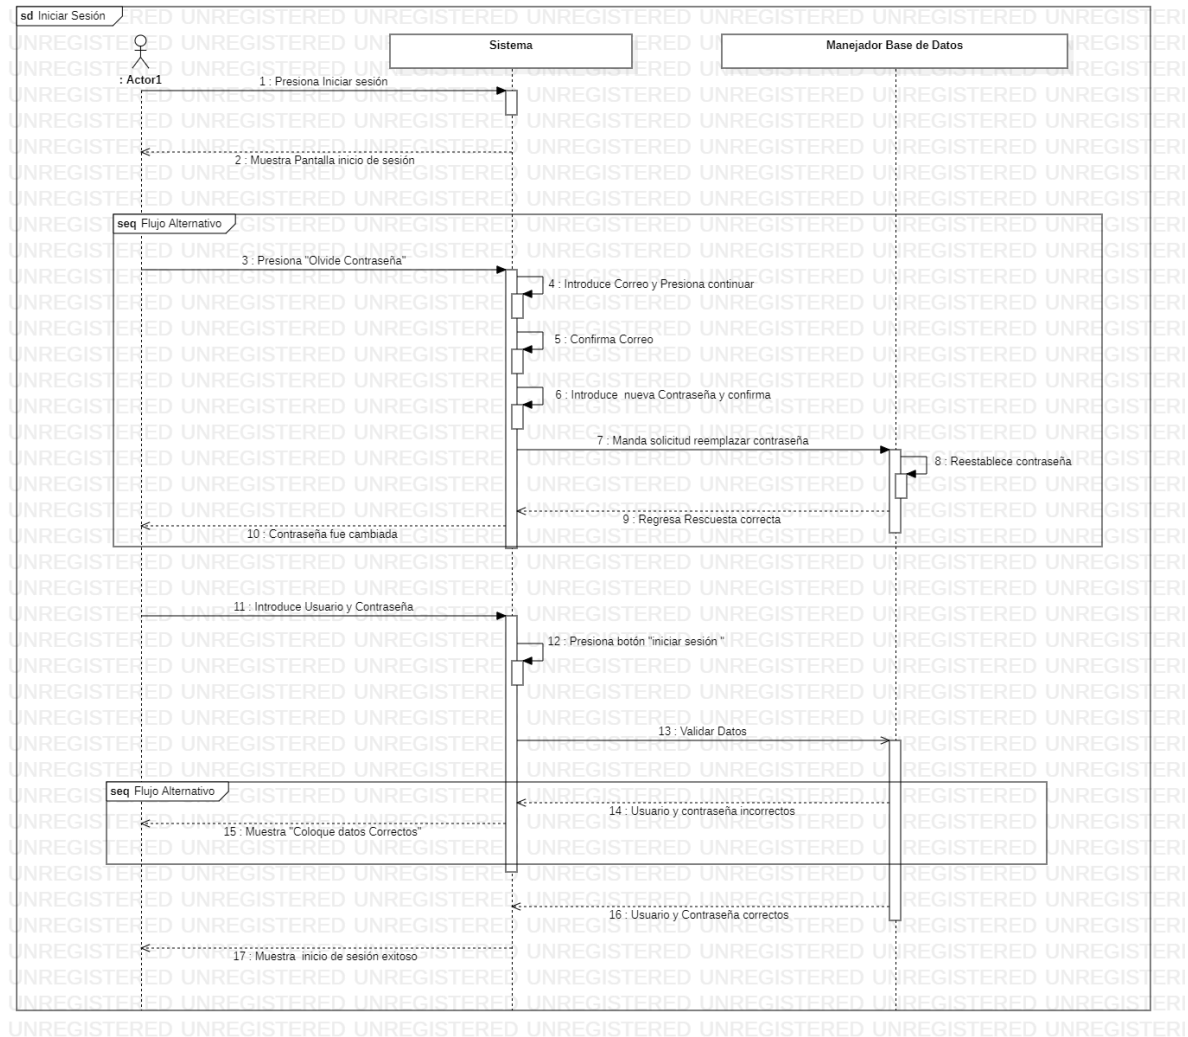 sd Iniciar Sesión
Sistema
Manejador Base de Datos
: Actor1
1 : Presiona Iniciar sesión
2 : Muestra Pantalla inicio de sesión
seq Flujo Alternativo
3 : Presiona "Olvide Contraseña"
4 : Introduce Correo y Presiona continuar
5 : Confirma Correo
6 : Introduce nueva Contraseña y confirma
7 : Manda solicitud reemplazar contraseña
8 : Reestablece contraseña
9 : Regresa Rescuesta correcta
10 : Contraseña fue cambiada
11 : Introduce Usuario y Contraseña
12 : Presiona botón "iniciar sesión "
13 : Validar Datos
seq Flujo Alternativo
14 : Usuario y contraseña incorrectos
15 : Muestra "Coloque datos Correctos"
16 : Usuario y Contraseña correctos
17 : Muestra inicio de sesión exitoso
UNREGISTERED